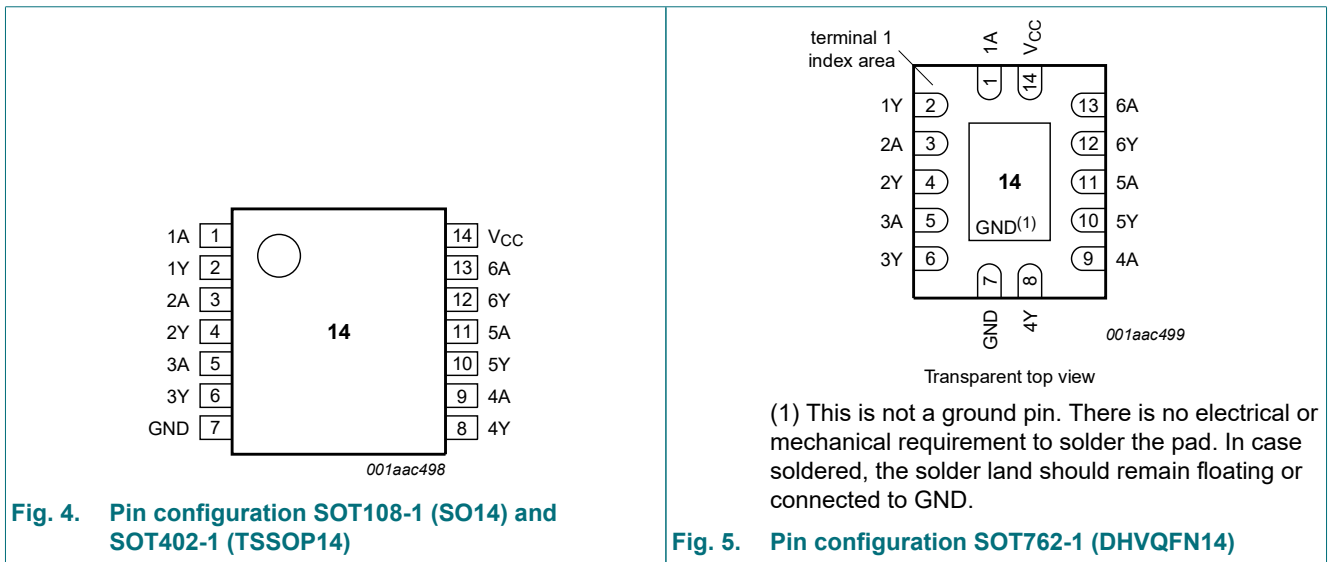 1A 1 14 VCC
1Y 2 13 6A
2A 3 12 6Y
2Y 4 14 11 5A
3A 5 10 5Y
3Y 6 9 4A
GND 7 8 4Y
001aac498
Fig. 4. Pin configuration SOT108-1 (SO14) and
SOT402-1 (TSSOP14)
terminal 1
index area
1A VCC
1 14
1Y 2 13 6A
2A 3 12 6Y
2Y 4 14 11 5A
3A 5 GND(1) 10 5Y
3Y 6 9 4A
7 8
GND 4Y
001aac499
Transparent top view
(1) This is not a ground pin. There is no electrical or
mechanical requirement to solder the pad. In case
soldered, the solder land should remain floating or
connected to GND.
Fig. 5. Pin configuration SOT762-1 (DHVQFN14)